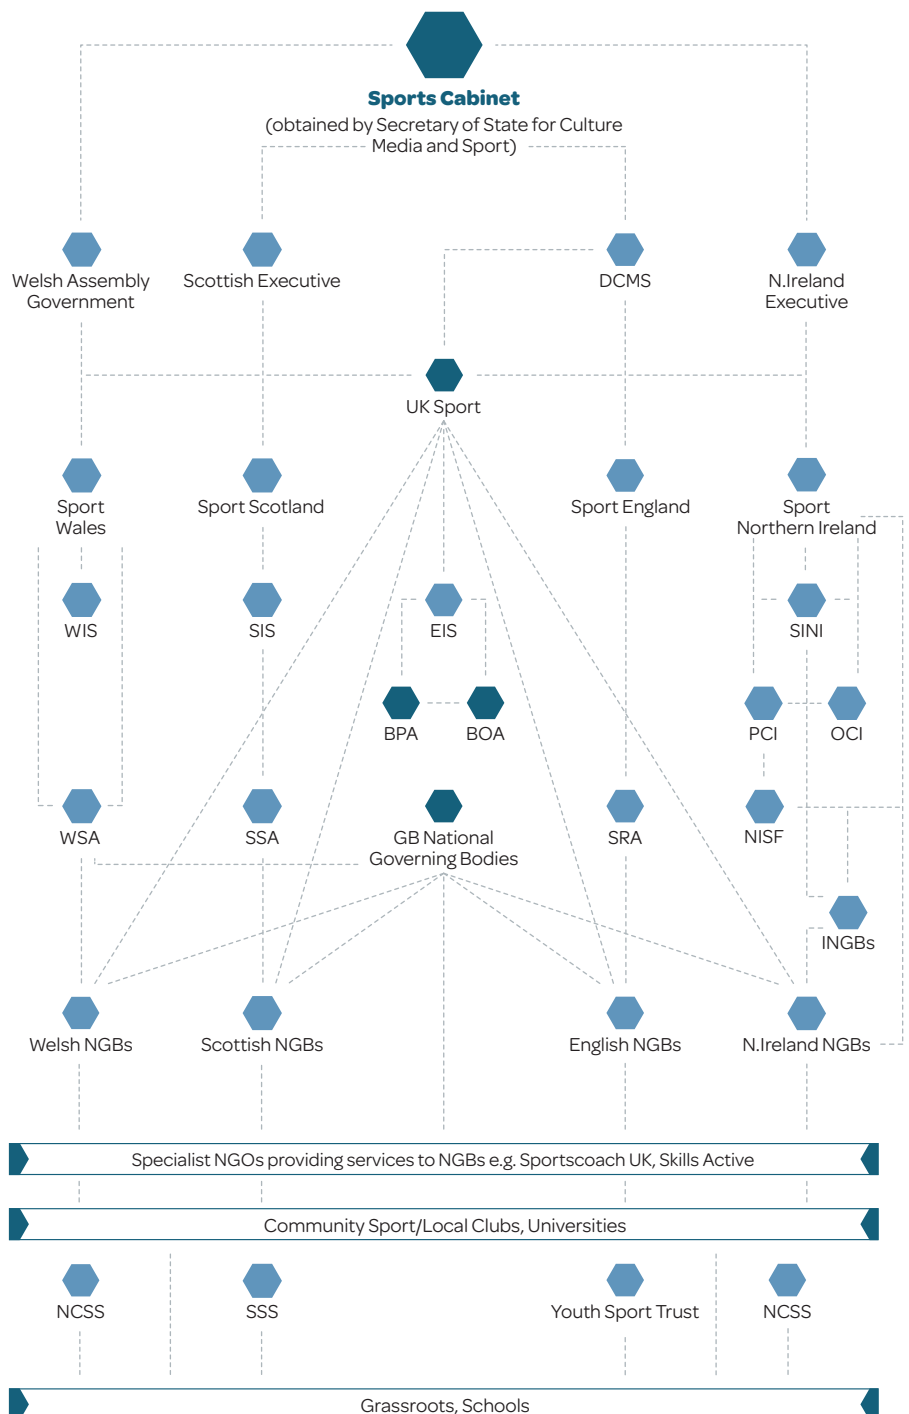 Sports Cabinet
(obtained by Secretary of State for Culture
Media and Sport)
Welsh Assembly
Government
Scottish Executive
DCMS
N.Ireland
Executive
UK Sport
Sport
Wales
Sport Scotland
Sport England
Sport
Northern Ireland
WIS
SIS
EIS
SINI
BPA
BOA
PCI
OCI
WSA
SSA
GB National
Governing Bodies
SRA
NISF
INGBs
Welsh NGBs
Scottish NGBs
English NGBs
N.Ireland NGBs
Specialist NGOs providing services to NGBs e.g. Sportscoach UK, Skills Active
Community Sport/Local Clubs, Universities
NCSS
SSS
Youth Sport Trust
NCSS
Grassroots, Schools